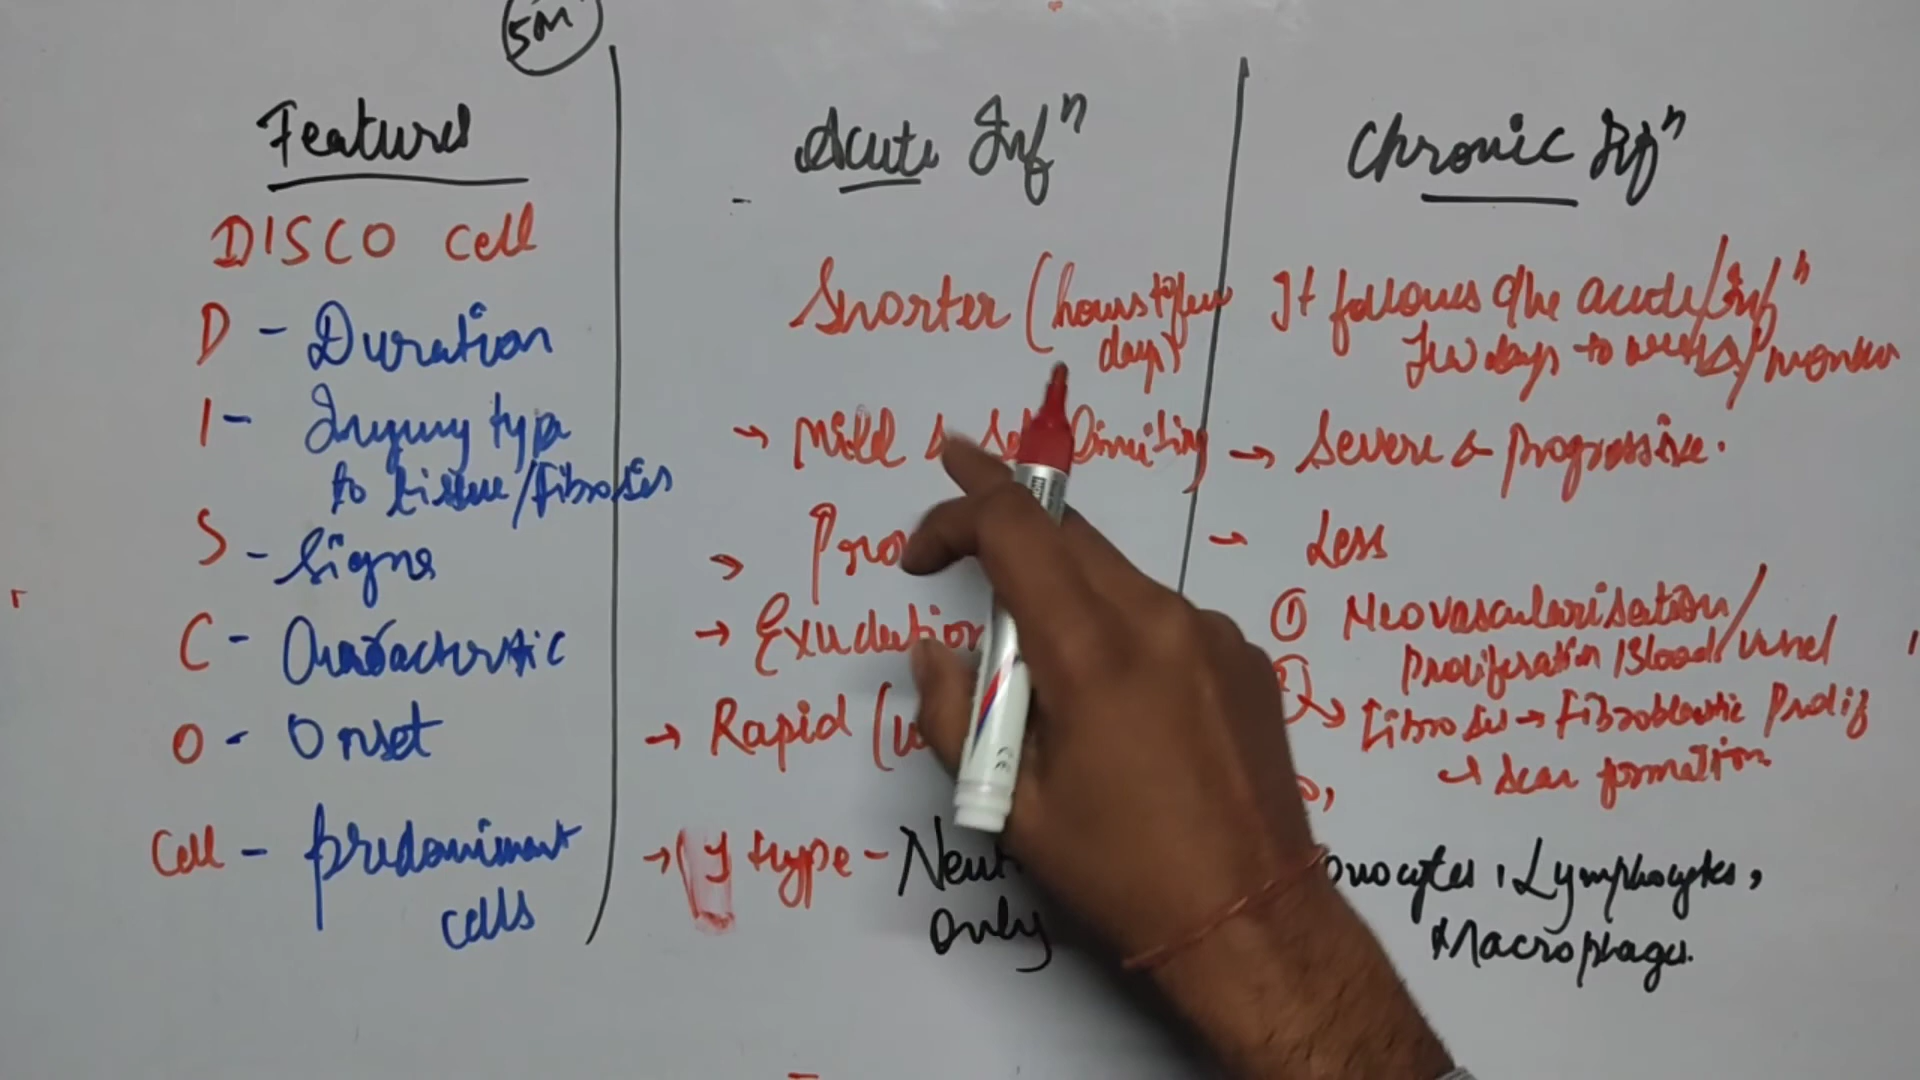 5M
Features
Acute Infⁿ
Chronic Infⁿ
DISCO Cell
D - Duration
Shorter (hours to few days)
It follows the acute/Infⁿ
Few days to weeks/months
I - Injury type
to tissue/fibrosis
→ Mild & limiting
→ Severe & progressive.
S - Signs
→ Pro
→ Less
C - Characteristic
→ Exudation
① Neovascularisation/
Proliferation Blood/vessel
→ Fibrosis → Fibroblastic Prolif
→ Scar formation
O - Onset
→ Rapid (
Cell - predominant
cells
→ 1 type - Neut
only
onocytes, Lymphocytes,
Macrophages.